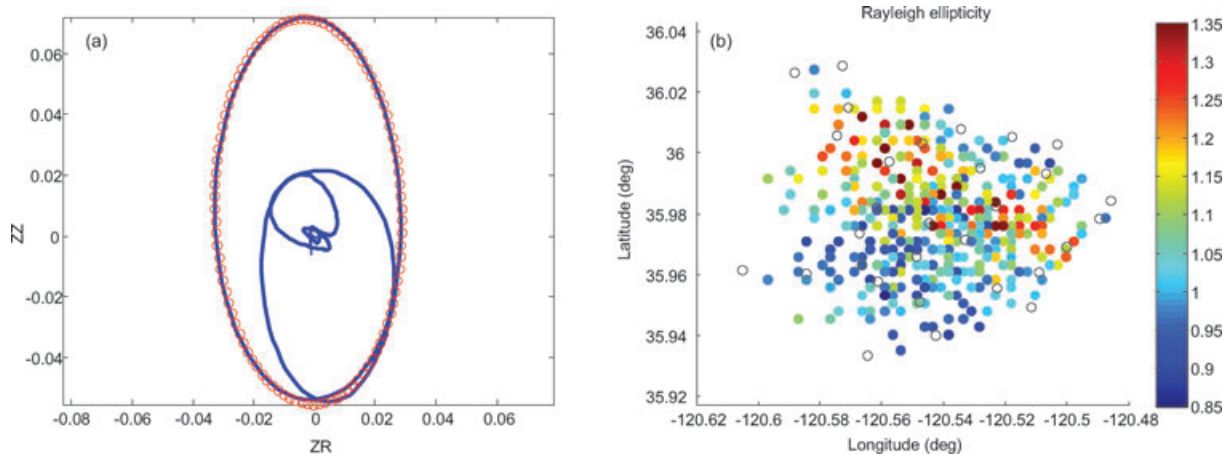 (a)
0.06
0.04
0.02
0
-0.02
-0.04
ZZ
-0.08 -0.06 -0.04 -0.02 0 0.02 0.04 0.06
ZR
Rayleigh ellipticity
(b)
36.04
36.02
36
35.98
35.96
35.94
35.92
Latitude (deg)
-120.62 -120.6 -120.58 -120.56 -120.54 -120.52 -120.5 -120.48
Longitude (deg)
1.35
1.3
1.25
1.2
1.15
1.1
1.05
1
0.95
0.9
0.85